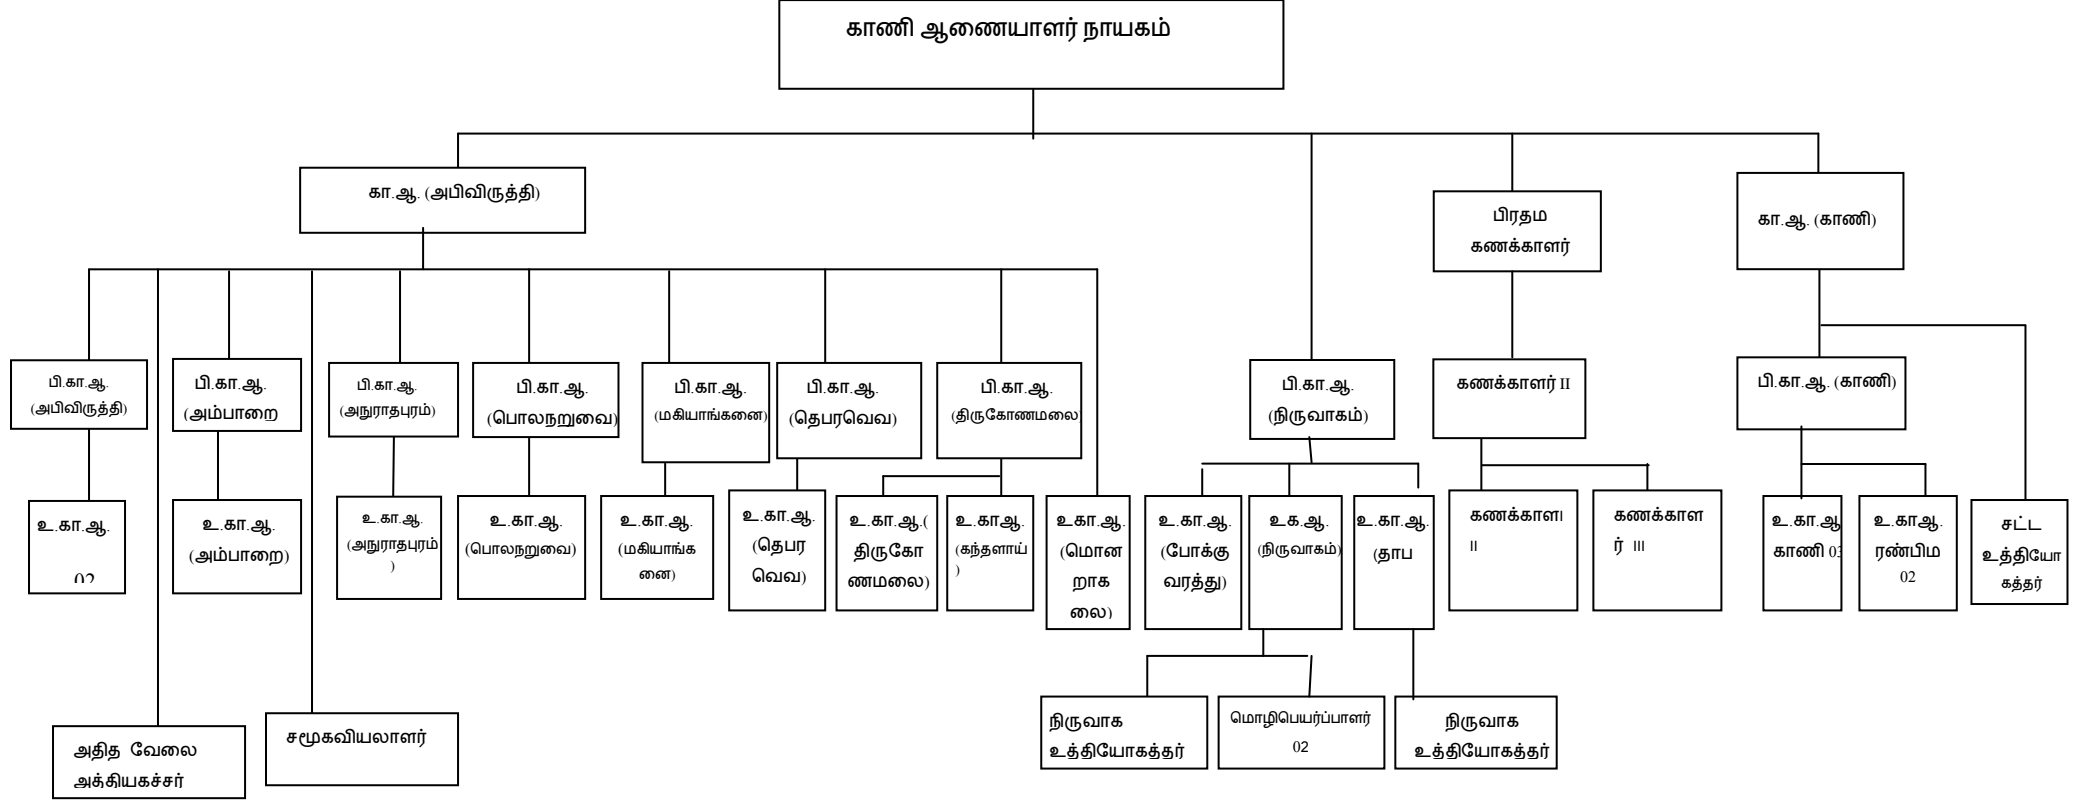 காணி ஆணையாளர் நாயகம்
கா.ஆ. (அபிவிருத்தி)
பிரதம
கணக்காளர்
கா.ஆ. (காணி)
பி.கா.ஆ.
(அபிவிருத்தி)
பி.கா.ஆ.
(அம்பாறை
பி.கா.ஆ.
(அநுராதபுரம்)
பி.கா.ஆ.
(பொலநறுவை)
பி.கா.ஆ.
(மகியாங்கனை)
பி.கா.ஆ.
(தெபரவெவ)
பி.கா.ஆ.
(திருகோணமலை)
பி.கா.ஆ.
(நிருவாகம்)
கணக்காளர் II
பி.கா.ஆ. (காணி)
உ.கா.ஆ.
02
உ.கா.ஆ.
(அம்பாறை)
உ.கா.ஆ.
(அநுராதபுரம்
)
உ.கா.ஆ.
(பொலநறுவை)
உ.கா.ஆ.
(மகியாங்க
னை)
உ.கா.ஆ.
(தெபர
வெவ)
உ.கா.ஆ.(
திருகோ
ணமலை)
உ.காஆ.
(கந்தளாய்
)
உகா.ஆ.
(மொன
றாக
லை)
உ.கா.ஆ.
(போக்கு
வரத்து)
உக.ஆ.
(நிருவாகம்)
உ.கா.ஆ.
(தாப
கணக்காள
II
கணக்காள
ர் III
உ.கா.ஆ
காணி 03
உ.காஆ.
ரண்பிம
02
சட்ட
உத்தியோ
கத்தர்
நிருவாக
உத்தியோகத்தர்
மொழிபெயர்ப்பாளர்
02
நிருவாக
உத்தியோகத்தர்
சமூகவியலாளர்
அதித வேலை
அத்தியகச்சர்